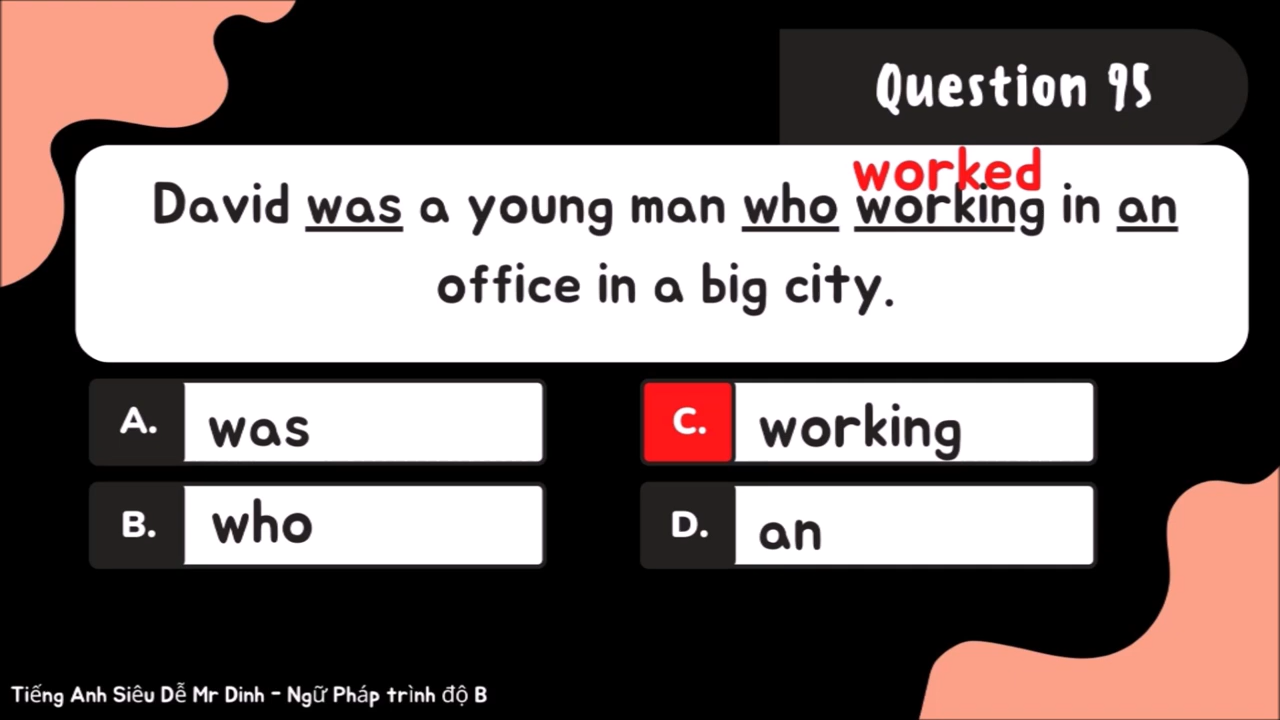 Question 95
worked
David was a young man who working in an
office in a big city.
A. was
C. working
B. who
D. an
Tiếng Anh Siêu Dễ Mr Dinh - Ngữ Pháp trình độ B